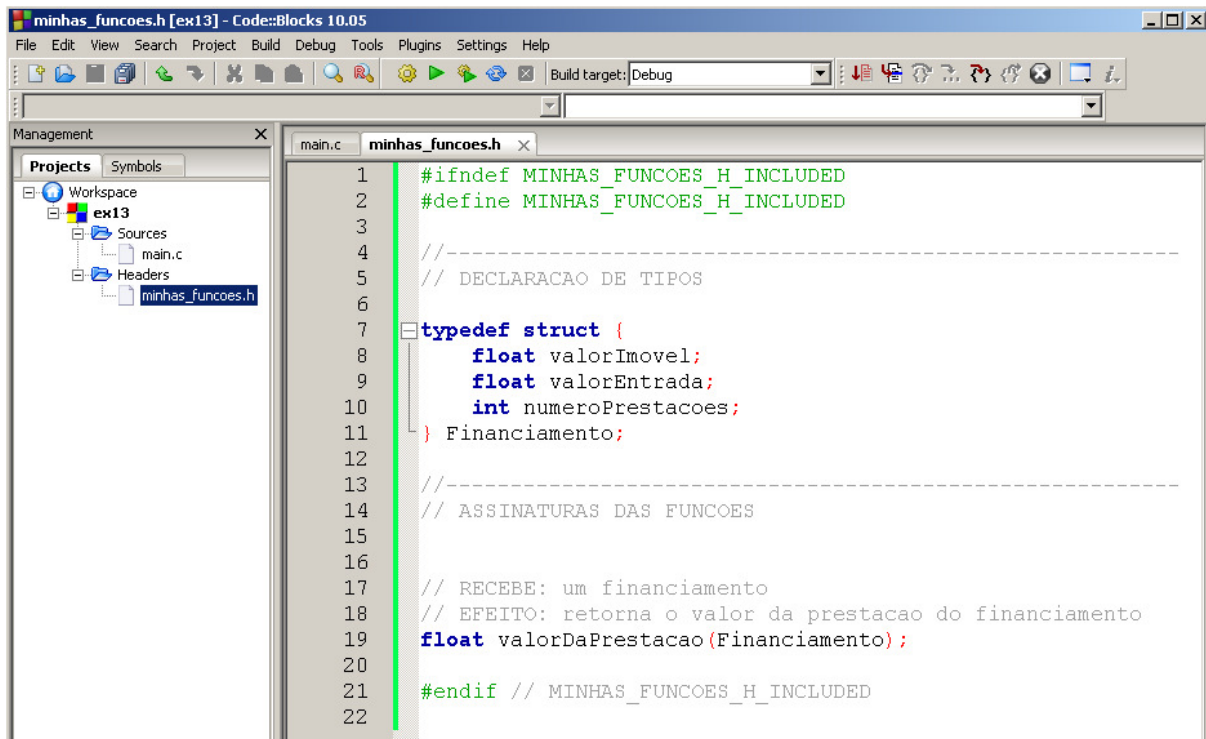 minhas_funcoes.h [ex13] - Code::Blocks 10.05
File Edit View Search Project Build Debug Tools Plugins Settings Help
Build target: Debug
Management
main.c minhas_funcoes.h
Projects Symbols
Workspace
ex13
Sources
main.c
Headers
minhas_funcoes.h
1 #ifndef MINHAS_FUNCOES_H_INCLUDED
2 #define MINHAS_FUNCOES_H_INCLUDED
3
4 //---------------------------------------------------------
5 // DECLARACAO DE TIPOS
6
7 typedef struct {
8 float valorImovel;
9 float valorEntrada;
10 int numeroPrestacoes;
11 } Financiamento;
12
13 //---------------------------------------------------------
14 // ASSINATURAS DAS FUNCOES
15
16
17 // RECEBE: um financiamento
18 // EFEITO: retorna o valor da prestacao do financiamento
19 float valorDaPrestacao(Financiamento);
20
21 #endif // MINHAS_FUNCOES_H_INCLUDED
22